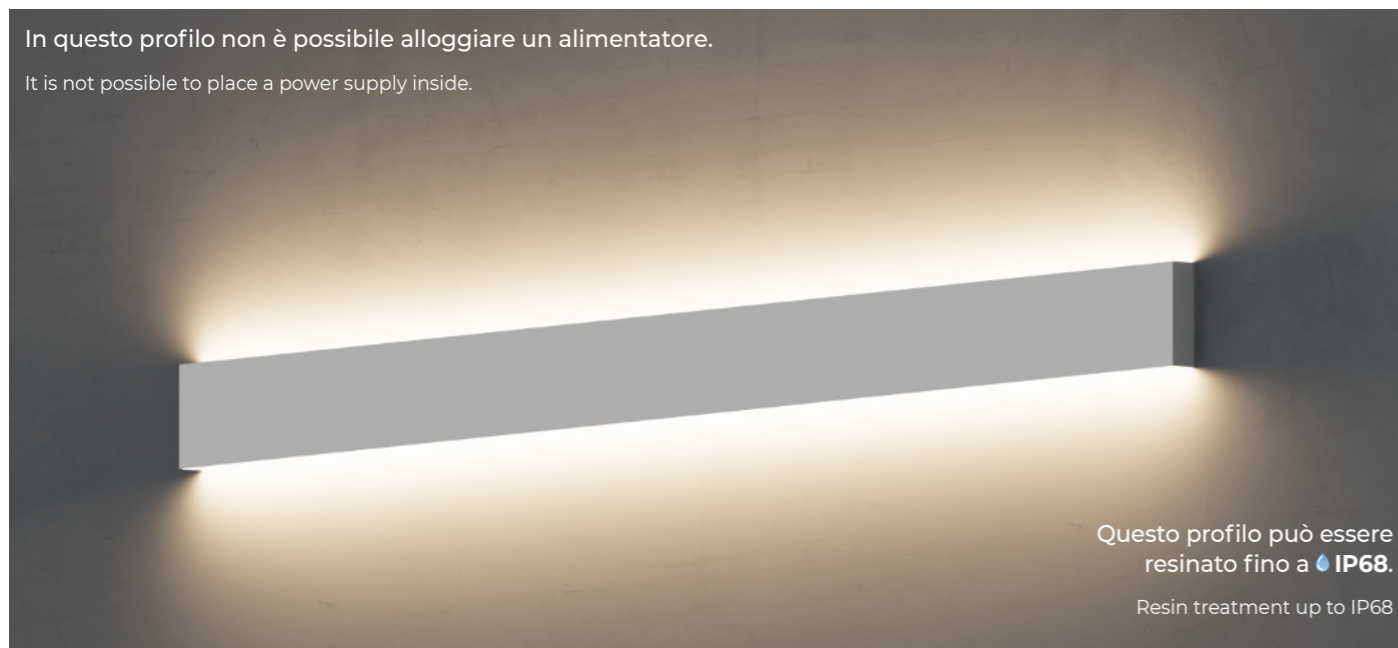 In questo profilo non è possibile alloggiare un alimentatore.
It is not possible to place a power supply inside.
Questo profilo può essere
resinato fino a 💧IP68.
Resin treatment up to IP68